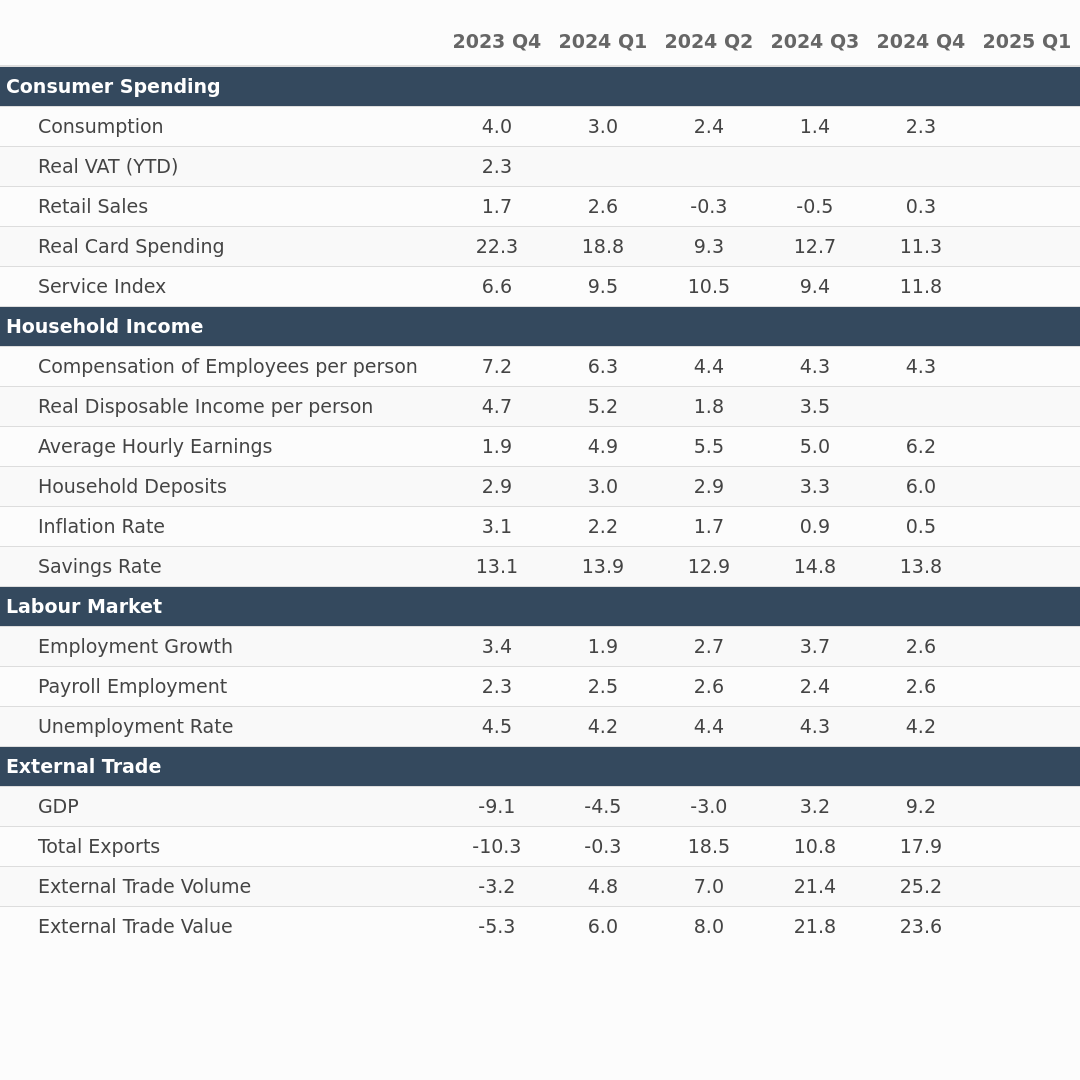 2023 Q4 2024 Q1 2024 Q2 2024 Q3 2024 Q4 2025 Q1
Consumer Spending
Consumption 4.0 3.0 2.4 1.4 2.3
Real VAT (YTD) 2.3
Retail Sales 1.7 2.6 -0.3 -0.5 0.3
Real Card Spending 22.3 18.8 9.3 12.7 11.3
Service Index 6.6 9.5 10.5 9.4 11.8
Household Income
Compensation of Employees per person 7.2 6.3 4.4 4.3 4.3
Real Disposable Income per person 4.7 5.2 1.8 3.5
Average Hourly Earnings 1.9 4.9 5.5 5.0 6.2
Household Deposits 2.9 3.0 2.9 3.3 6.0
Inflation Rate 3.1 2.2 1.7 0.9 0.5
Savings Rate 13.1 13.9 12.9 14.8 13.8
Labour Market
Employment Growth 3.4 1.9 2.7 3.7 2.6
Payroll Employment 2.3 2.5 2.6 2.4 2.6
Unemployment Rate 4.5 4.2 4.4 4.3 4.2
External Trade
GDP -9.1 -4.5 -3.0 3.2 9.2
Total Exports -10.3 -0.3 18.5 10.8 17.9
External Trade Volume -3.2 4.8 7.0 21.4 25.2
External Trade Value -5.3 6.0 8.0 21.8 23.6